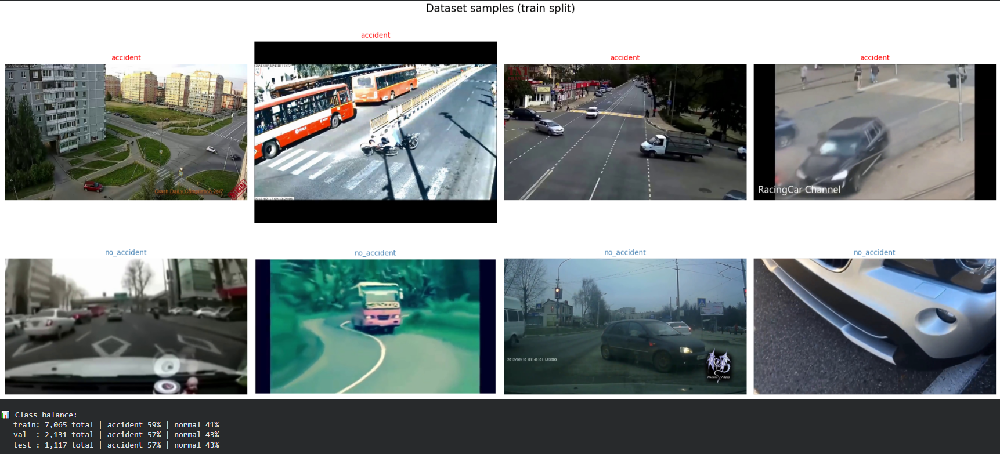 Dataset samples (train split)
accident
accident
accident
accident
Crash Daily Compilation 24/7
RacingCar Channel
no_accident
no_accident
no_accident
no_accident
Class balance:
train: 7,065 total | accident 59% | normal 41%
val : 2,131 total | accident 57% | normal 43%
test : 1,117 total | accident 57% | normal 43%